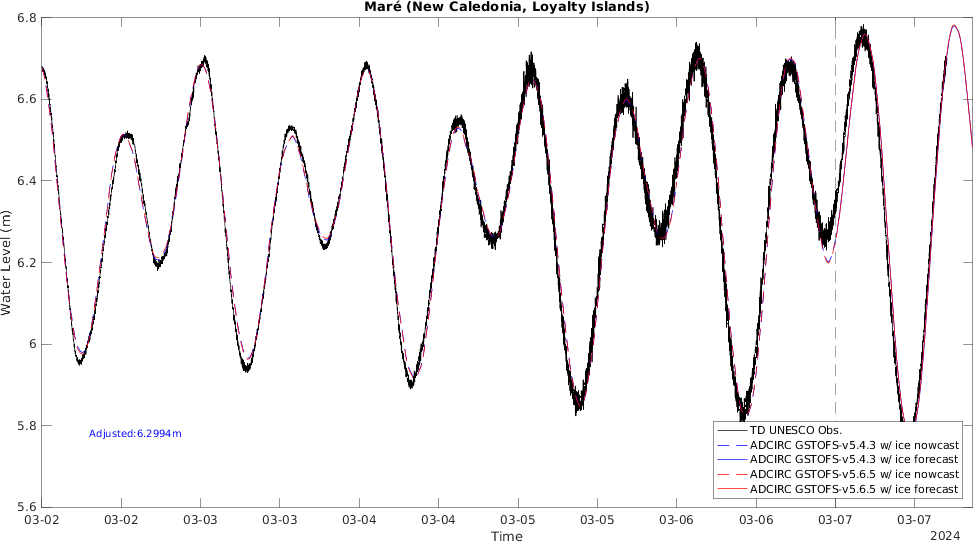 Maré (New Caledonia, Loyalty Islands)
6.8
6.6
6.4
6.2
6
5.8
5.6
Water Level (m)
Adjusted:6.2994m
TD UNESCO Obs.
ADCIRC GSTOFS-v5.4.3 w/ ice nowcast
ADCIRC GSTOFS-v5.4.3 w/ ice forecast
ADCIRC GSTOFS-v5.6.5 w/ ice nowcast
ADCIRC GSTOFS-v5.6.5 w/ ice forecast
03-02 03-02 03-03 03-03 03-04 03-04 03-05 03-05 03-06 03-06 03-07 03-07
Time
2024